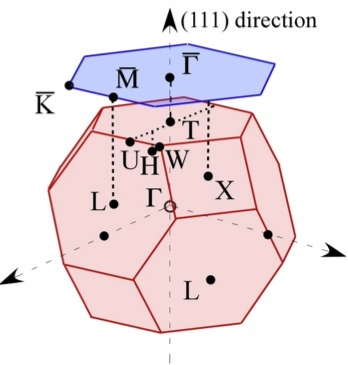 (111) direction
Γ̅
M̅
K̅
T
U H W
L Γ X
L